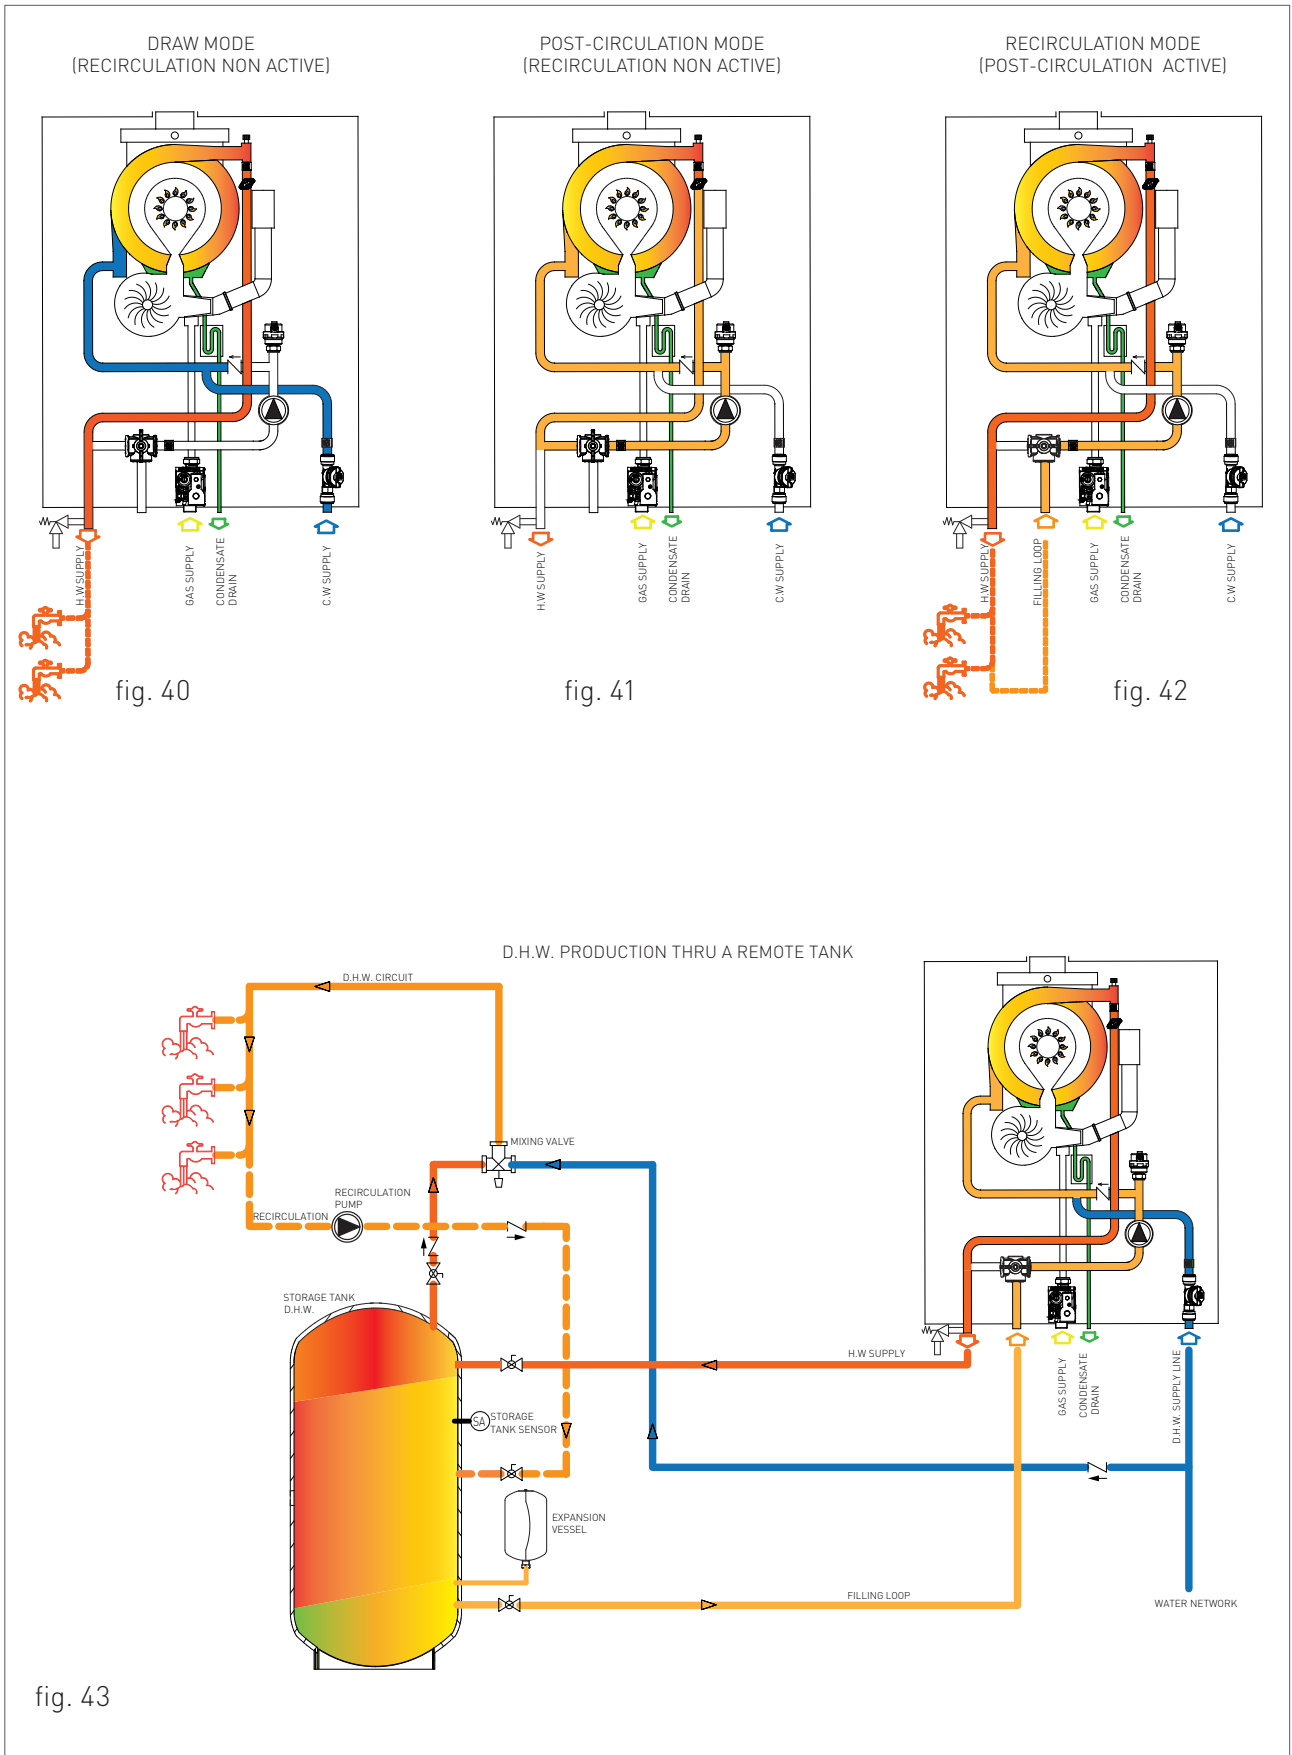 DRAW MODE
(RECIRCULATION NON ACTIVE)
POST-CIRCULATION MODE
(RECIRCULATION NON ACTIVE)
RECIRCULATION MODE
(POST-CIRCULATION ACTIVE)
H.W SUPPLY
GAS SUPPLY
CONDENSATE
DRAIN
C.W SUPPLY
H.W SUPPLY
GAS SUPPLY
CONDENSATE
DRAIN
C.W SUPPLY
H.W SUPPLY
FILLING LOOP
GAS SUPPLY
CONDENSATE
DRAIN
C.W SUPPLY
fig. 40
fig. 41
fig. 42
D.H.W. PRODUCTION THRU A REMOTE TANK
D.H.W. CIRCUIT
MIXING VALVE
RECIRCULATION
PUMP
RECIRCULATION
STORAGE TANK
D.H.W.
H.W SUPPLY
GAS SUPPLY
CONDENSATE
DRAIN
D.H.W. SUPPLY LINE
SA
STORAGE
TANK SENSOR
EXPANSION
VESSEL
FILLING LOOP
WATER NETWORK
fig. 43